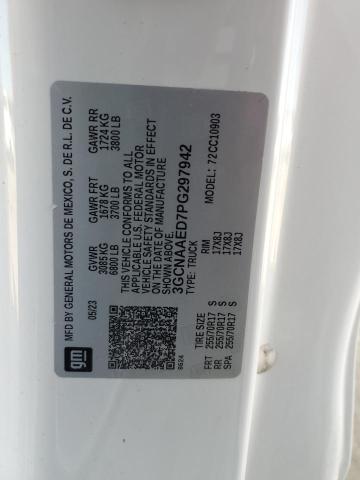 MFD BY GENERAL MOTORS DE MEXICO, S. DE R.L. DE C.V.
05/23
GVWR GAWR FRT GAWR RR
3085 KG 1678 KG 1724 KG
6800 LB 3700 LB 3800 LB
THIS VEHICLE CONFORMS TO ALL
APPLICABLE U.S. FEDERAL MOTOR
VEHICLE SAFETY STANDARDS IN EFFECT
ON THE DATE OF MANUFACTURE
SHOWN ABOVE.
3GCNAAED7PG297942
TYPE: TRUCK MODEL: 72CC10903
gm
8624
TIRE SIZE RIM
FRT 255/70R17 S 17X8J
RR 255/70R17 S 17X8J
SPA 255/70R17 S 17X8J